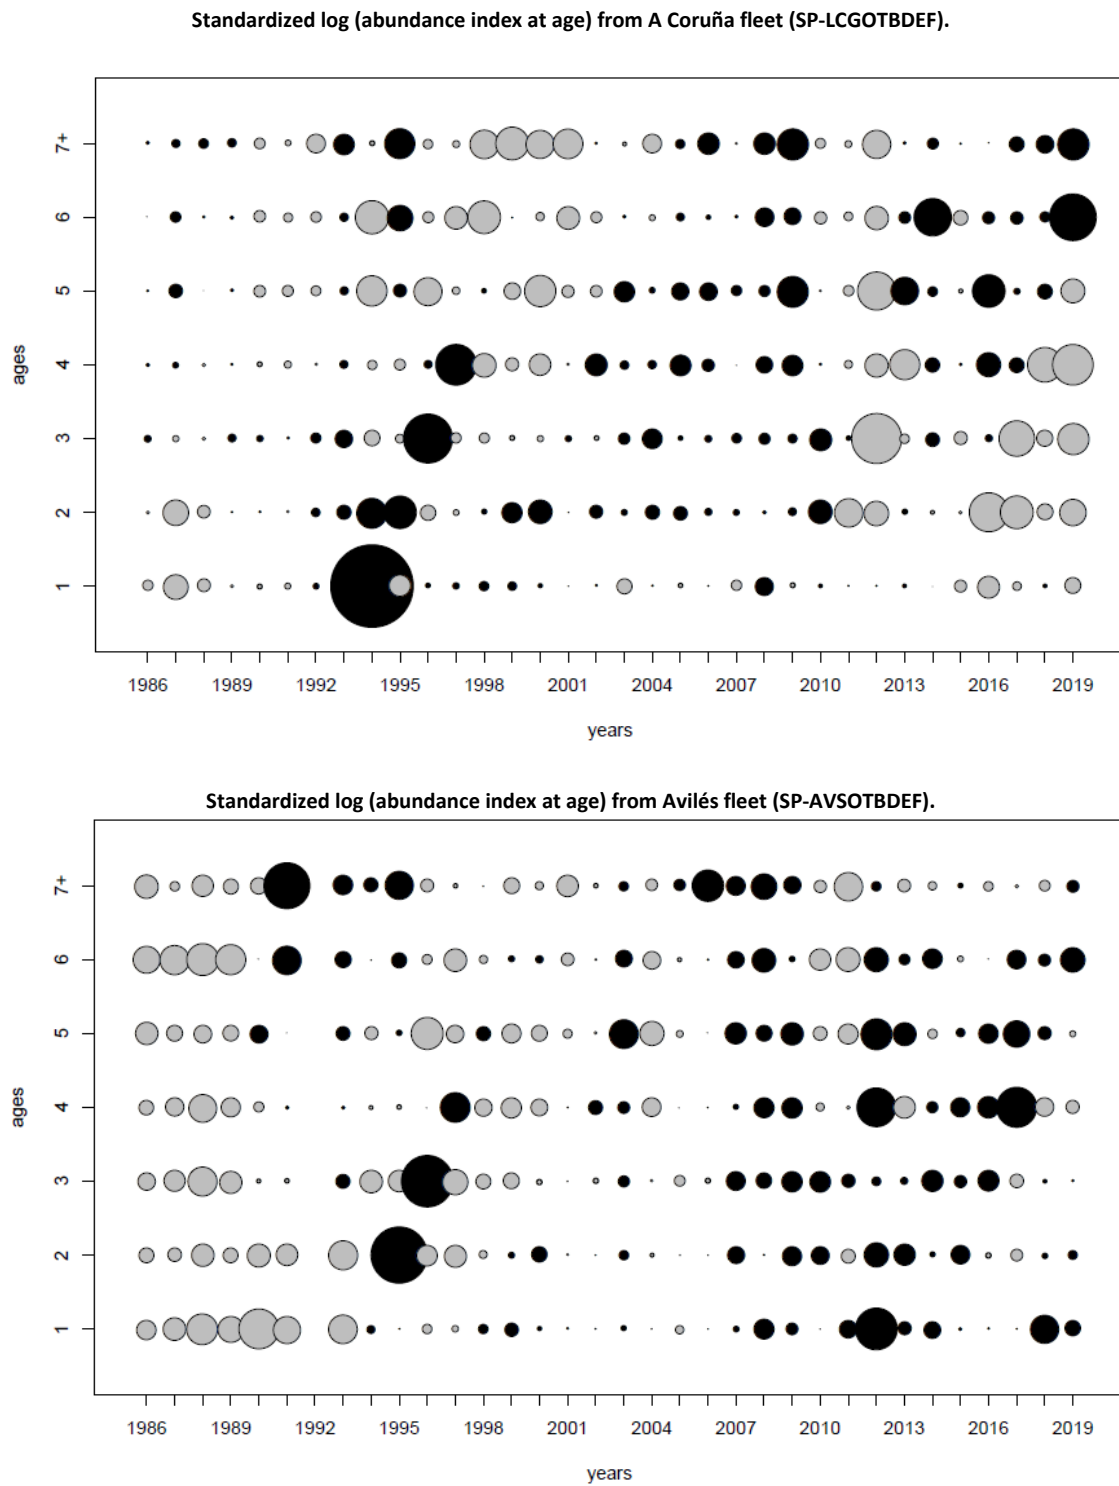 Standardized log (abundance index at age) from A Coruña fleet (SP-LCGOTBDEF).
7+
6
5
4
3
2
1
ages
1986 1989 1992 1995 1998 2001 2004 2007 2010 2013 2016 2019
years
Standardized log (abundance index at age) from Avilés fleet (SP-AVSOTBDEF).
7+
6
5
4
3
2
1
ages
1986 1989 1992 1995 1998 2001 2004 2007 2010 2013 2016 2019
years